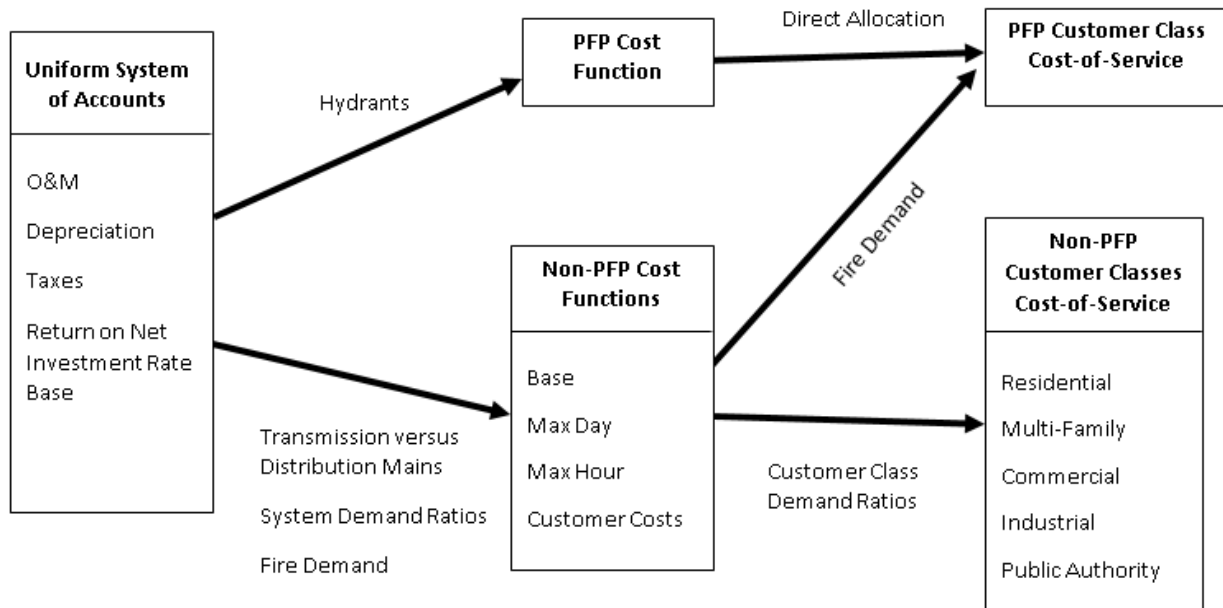 Uniform System
of Accounts
O&M
Depreciation
Taxes
Return on Net
Investment Rate
Base
Hydrants
Transmission versus
Distribution Mains
System Demand Ratios
Fire Demand
PFP Cost
Function
Non-PFP Cost
Functions
Base
Max Day
Max Hour
Customer Costs
Direct Allocation
Fire Demand
Customer Class
Demand Ratios
PFP Customer Class
Cost-of-Service
Non-PFP
Customer Classes
Cost-of-Service
Residential
Multi-Family
Commercial
Industrial
Public Authority